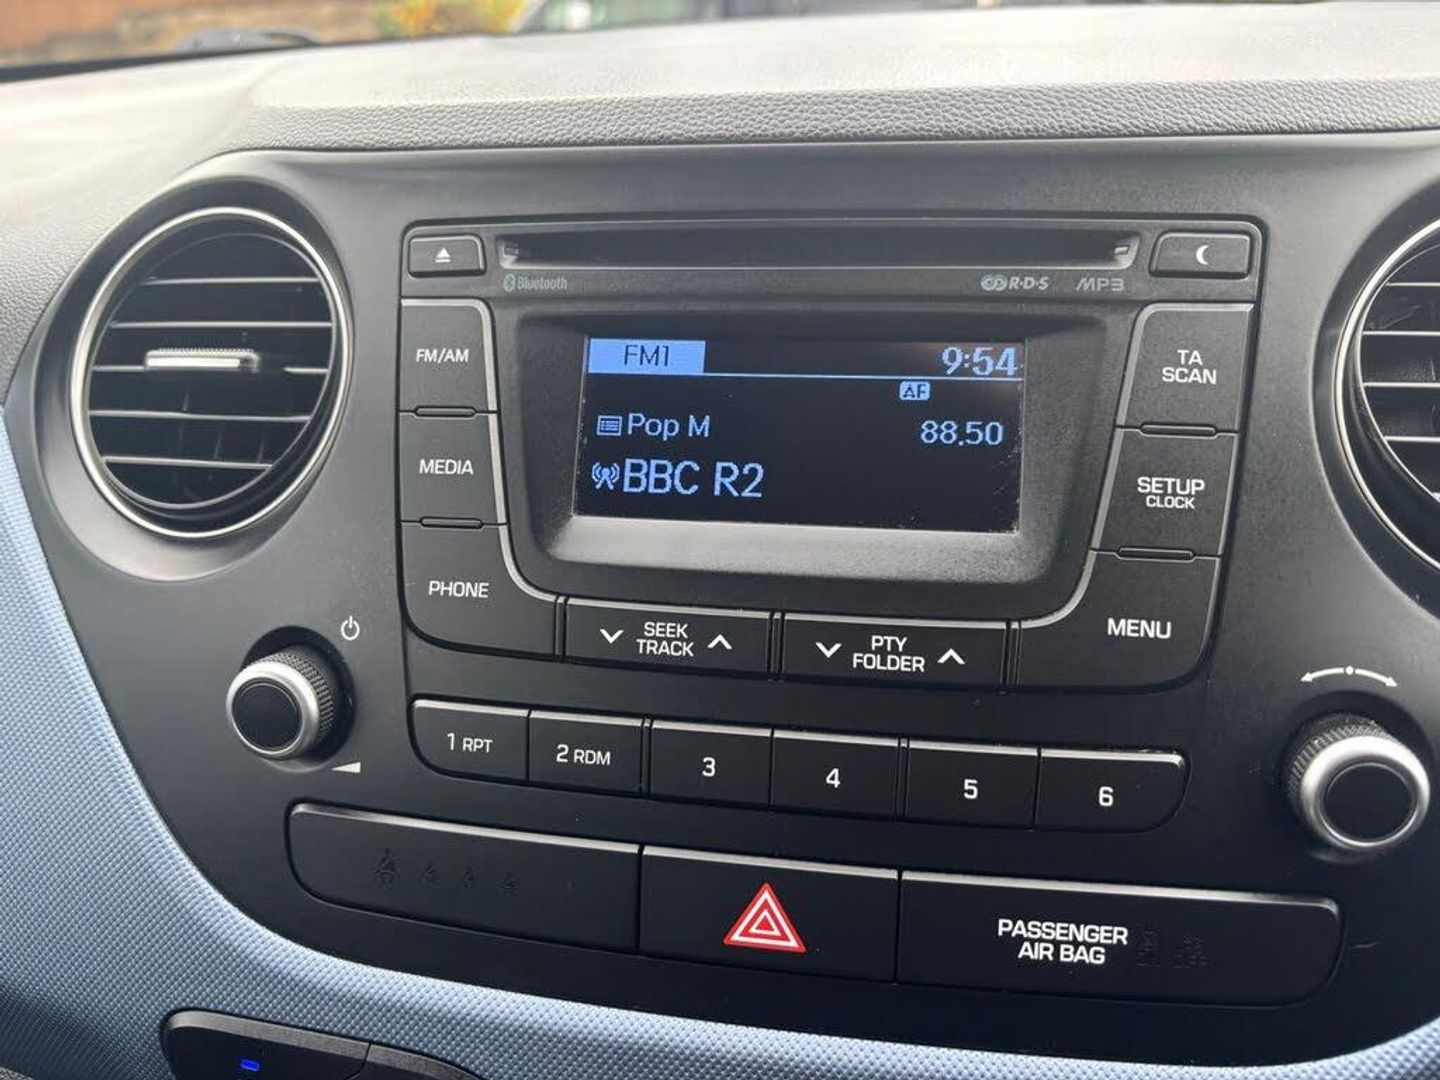 Bluetooth
R·D·S MP3
FM/AM
MEDIA
PHONE
FM1
9:54
AF
Pop M
88.50
BBC R2
TA
SCAN
SETUP
CLOCK
MENU
SEEK
TRACK
PTY
FOLDER
1 RPT
2 RDM
3
4
5
6
PASSENGER
AIR BAG